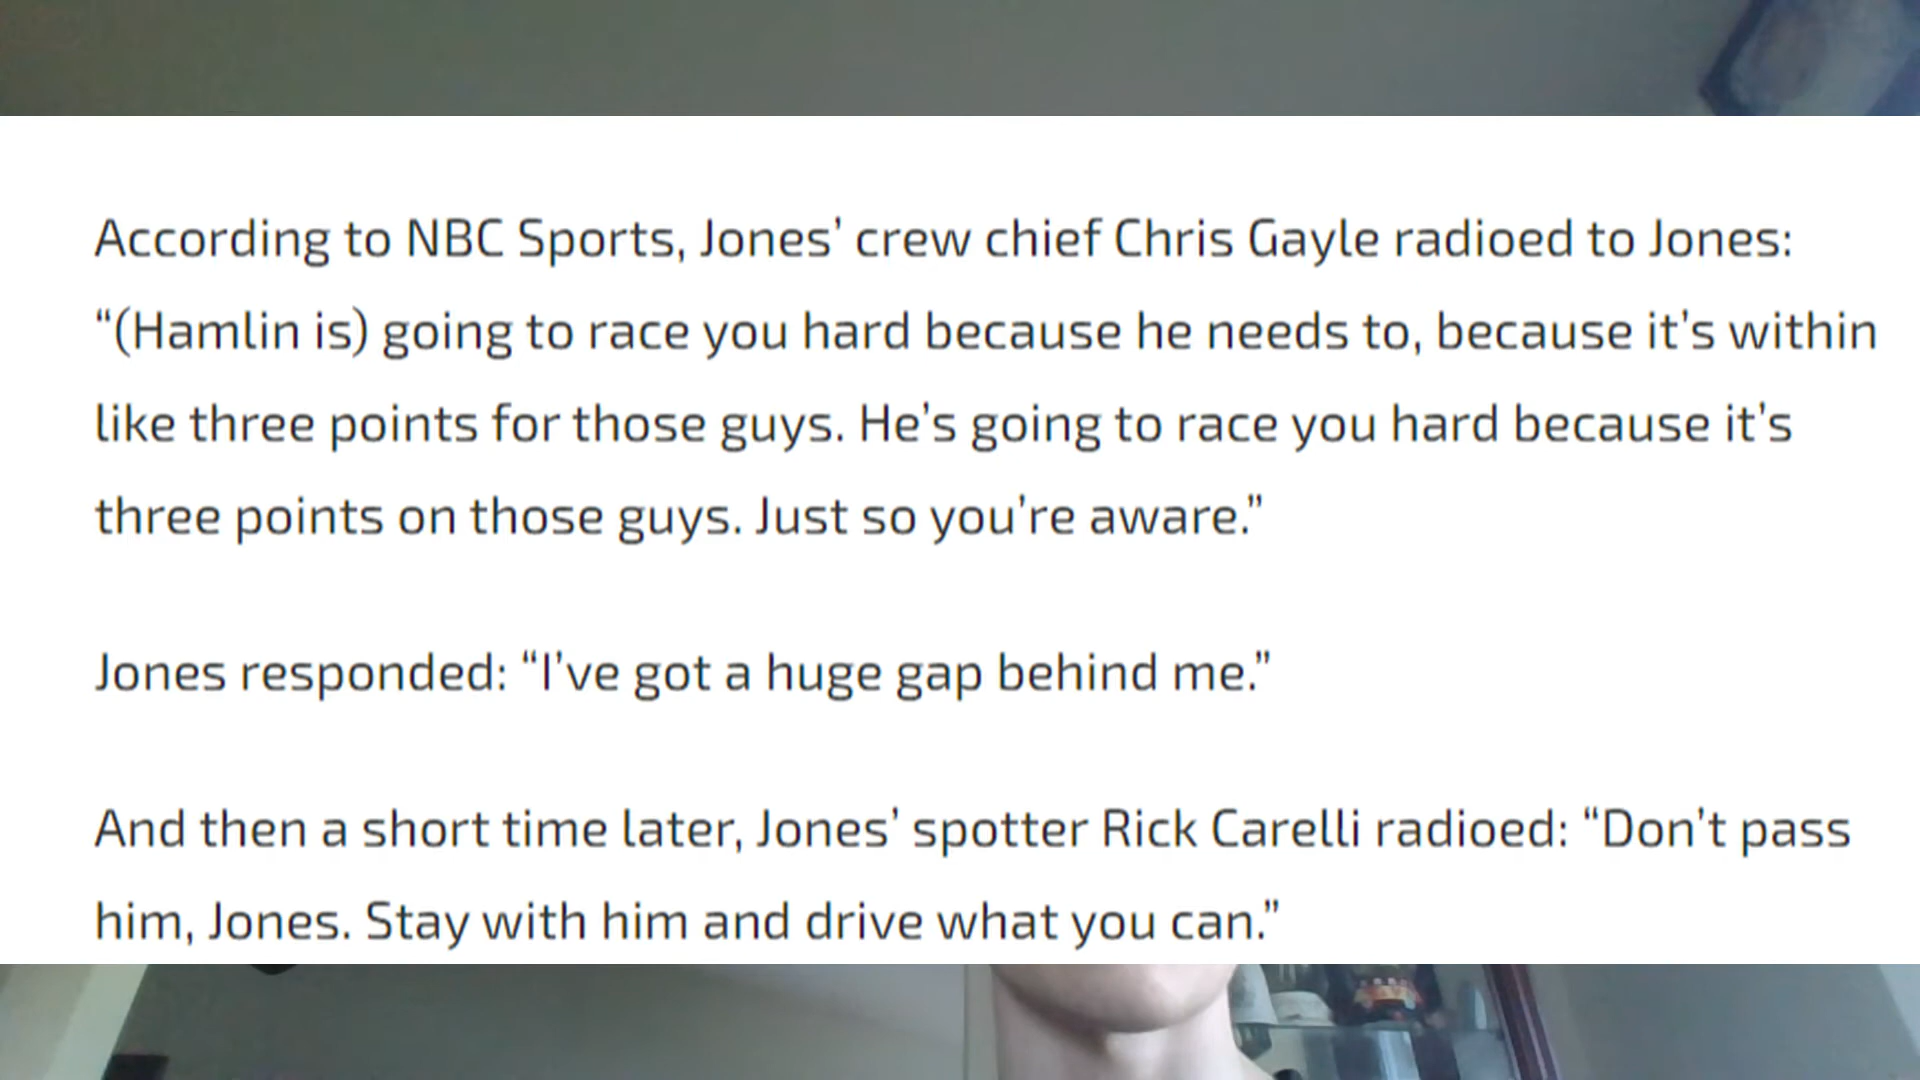 According to NBC Sports, Jones’ crew chief Chris Gayle radioed to Jones:
“(Hamlin is) going to race you hard because he needs to, because it’s within
like three points for those guys. He’s going to race you hard because it’s
three points on those guys. Just so you’re aware.”
Jones responded: “I’ve got a huge gap behind me.”
And then a short time later, Jones’ spotter Rick Carelli radioed: “Don’t pass
him, Jones. Stay with him and drive what you can.”